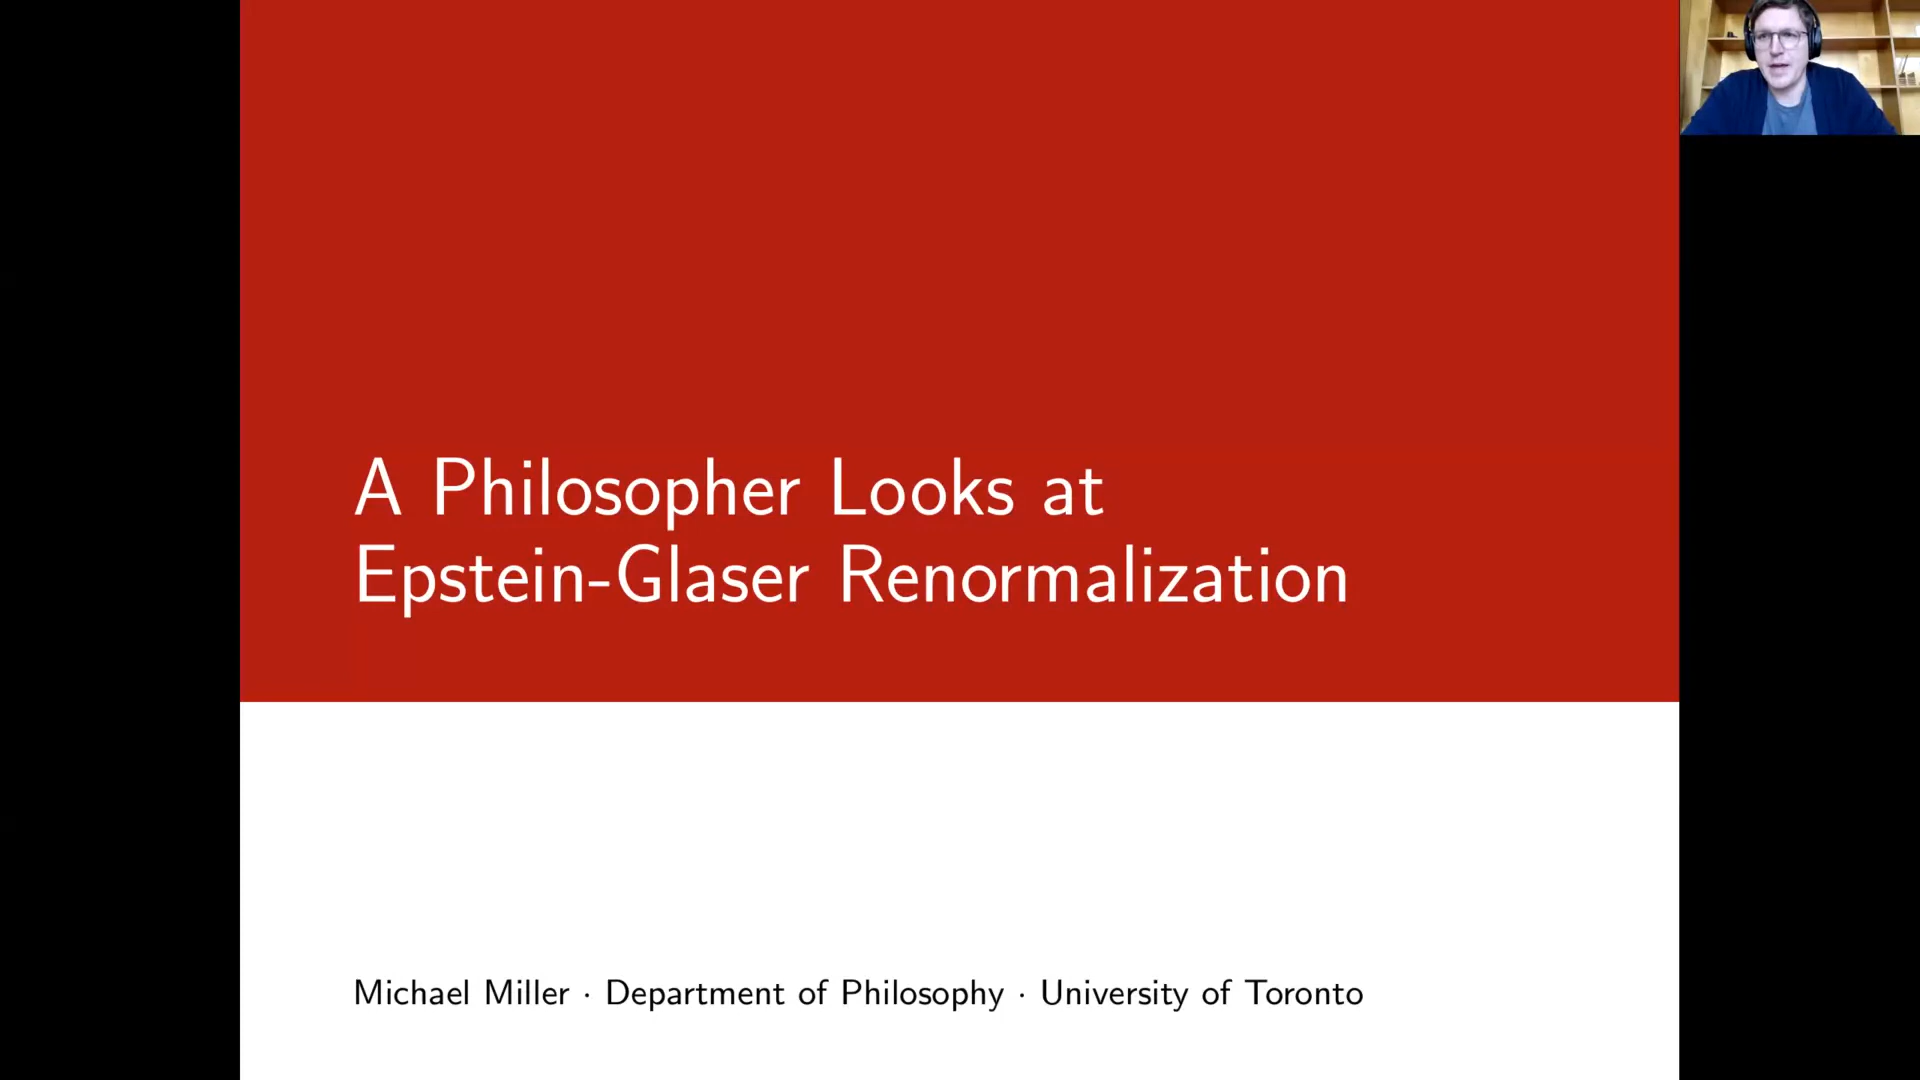 A Philosopher Looks at
Epstein-Glaser Renormalization
Michael Miller · Department of Philosophy · University of Toronto